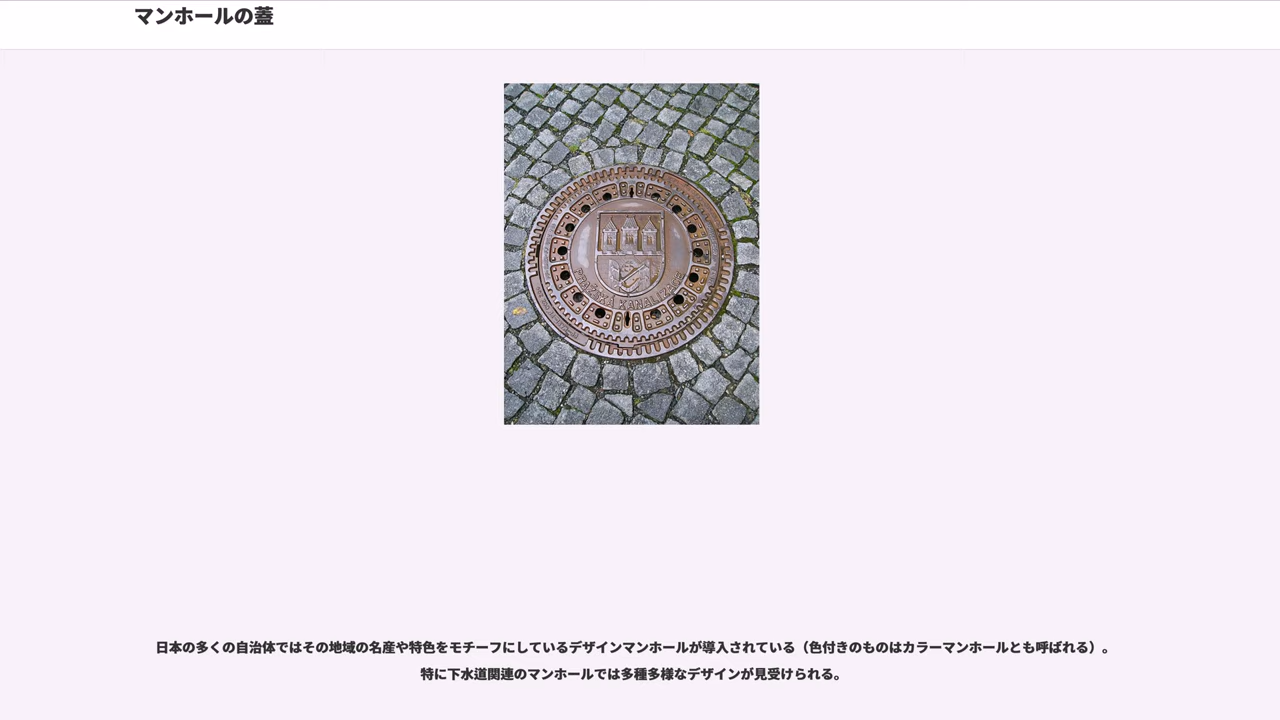 マンホールの蓋
PRAŽSKÁ KANALIZACE
日本の多くの自治体ではその地域の名産や特色をモチーフにしているデザインマンホールが導入されている（色付きのものはカラーマンホールとも呼ばれる）。
特に下水道関連のマンホールでは多種多様なデザインが見受けられる。